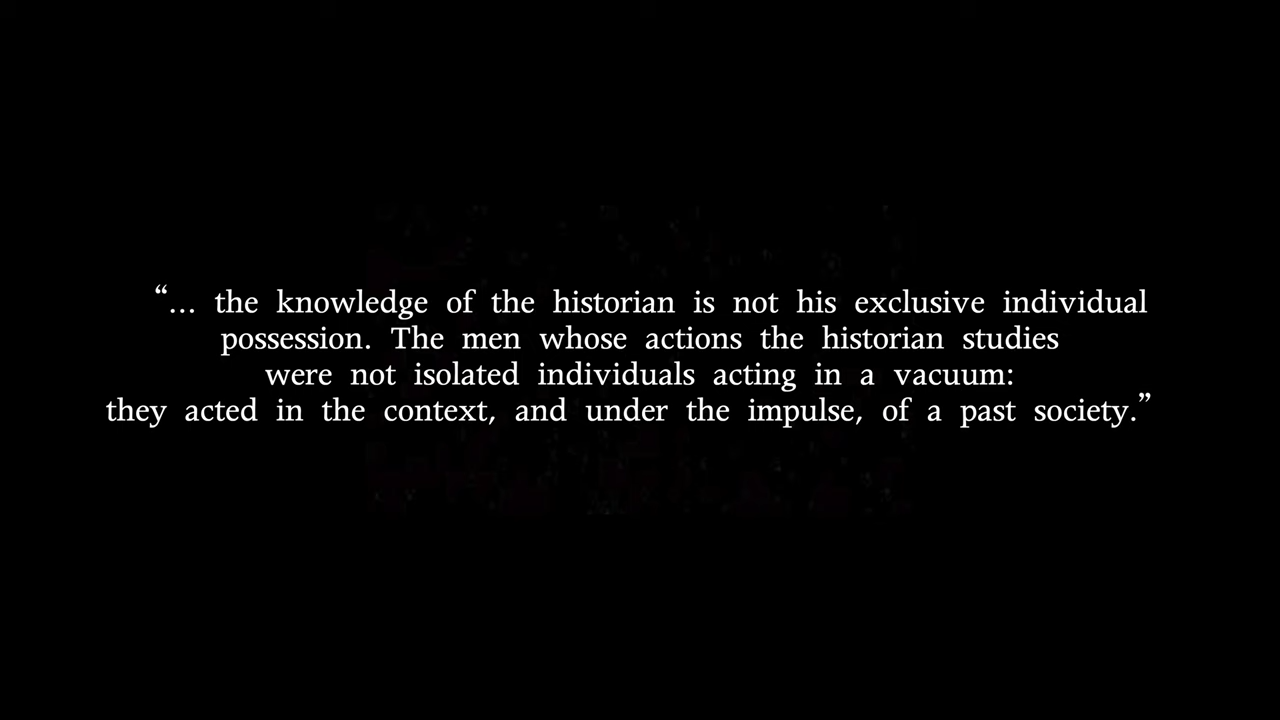 “... the knowledge of the historian is not his exclusive individual
possession. The men whose actions the historian studies
were not isolated individuals acting in a vacuum:
they acted in the context, and under the impulse, of a past society.”